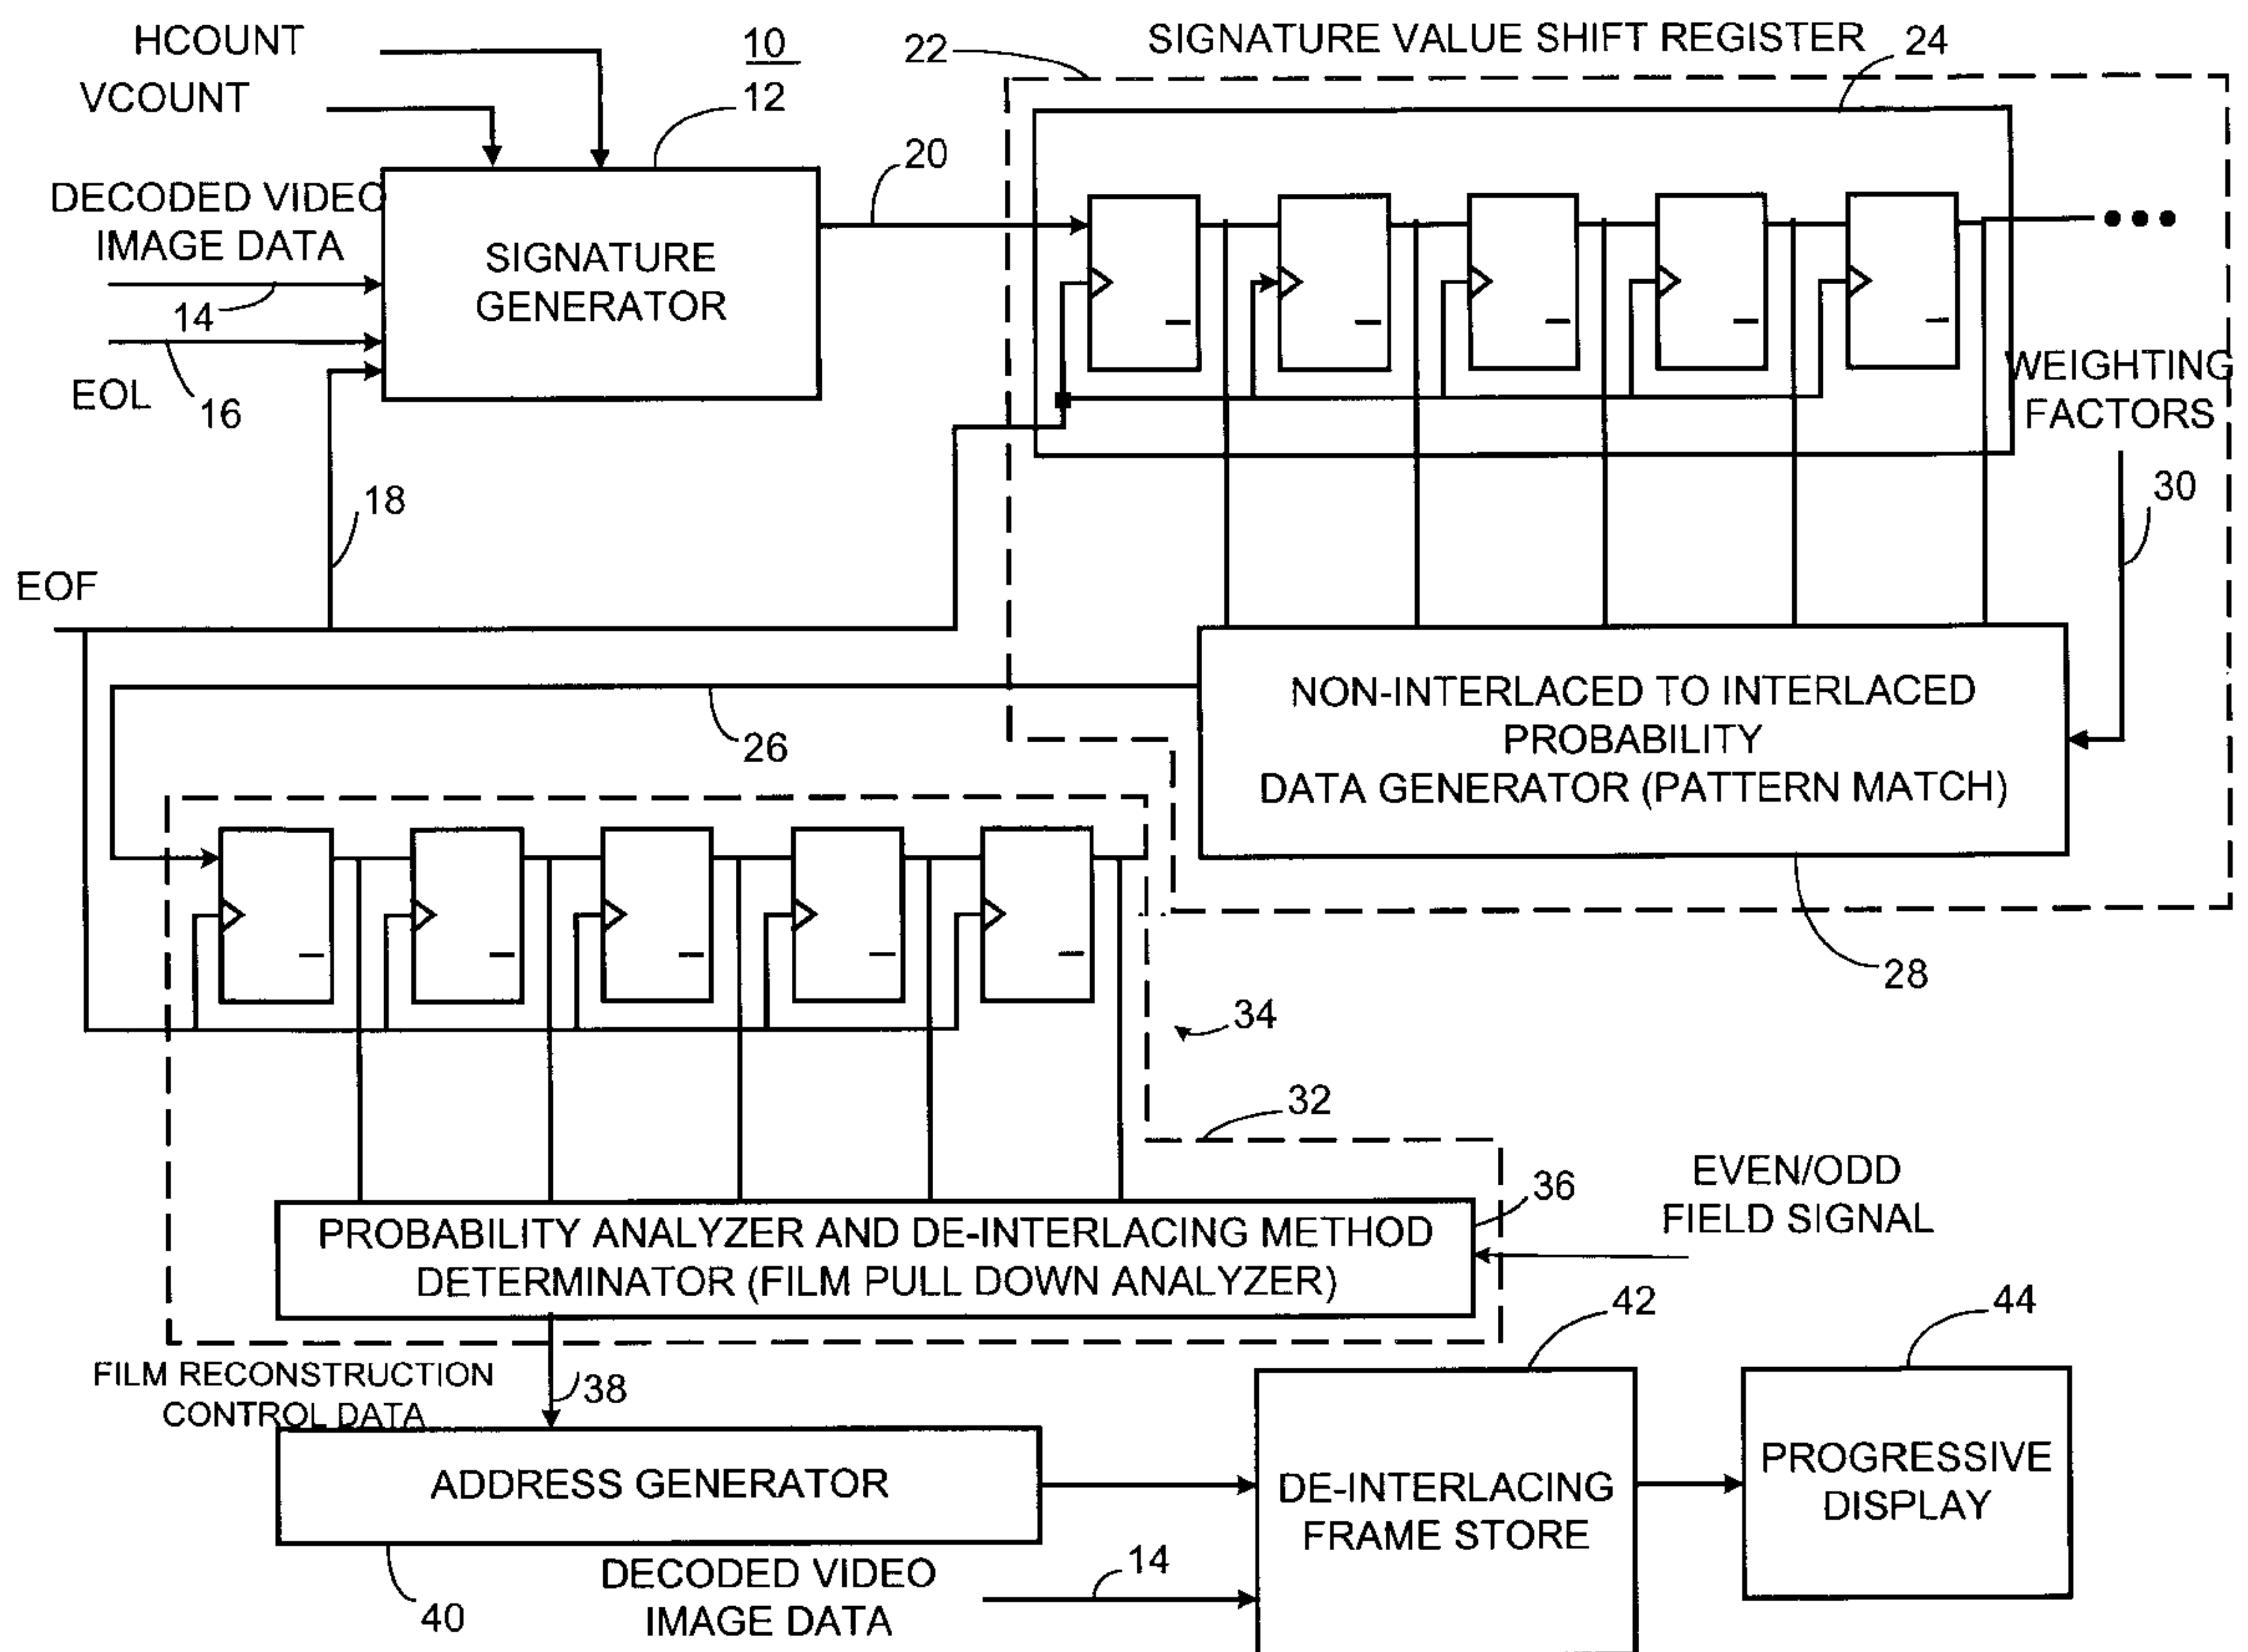 HCOUNT
10
SIGNATURE VALUE SHIFT REGISTER
22
24
VCOUNT
12
20
DECODED VIDEO
IMAGE DATA
14
SIGNATURE
GENERATOR
EOL
16
WEIGHTING
FACTORS
30
18
EOF
26
NON-INTERLACED TO INTERLACED
PROBABILITY
DATA GENERATOR (PATTERN MATCH)
28
34
32
36
EVEN/ODD
FIELD SIGNAL
PROBABILITY ANALYZER AND DE-INTERLACING METHOD
DETERMINATOR (FILM PULL DOWN ANALYZER)
42
44
FILM RECONSTRUCTION
CONTROL DATA
38
ADDRESS GENERATOR
DE-INTERLACING
FRAME STORE
PROGRESSIVE
DISPLAY
40
DECODED VIDEO
IMAGE DATA
14